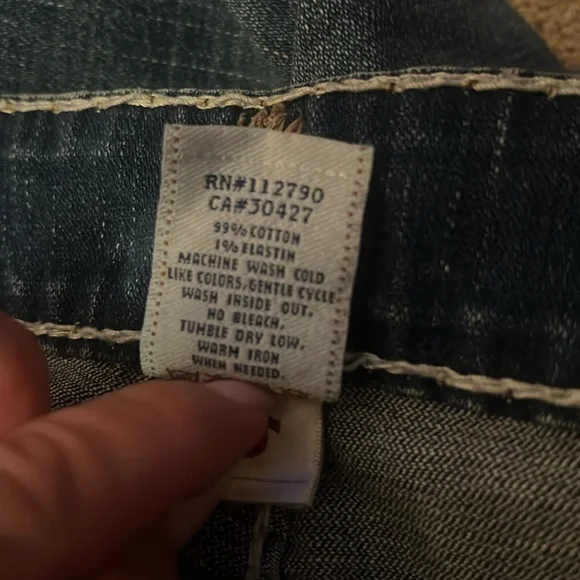 RN#112790
CA#30427
99% COTTON
1% ELASTIN
MACHINE WASH COLD
LIKE COLORS, GENTLE CYCLE
WASH INSIDE OUT.
NO BLEACH.
TUMBLE DRY LOW.
WARM IRON
WHEN NEEDED.